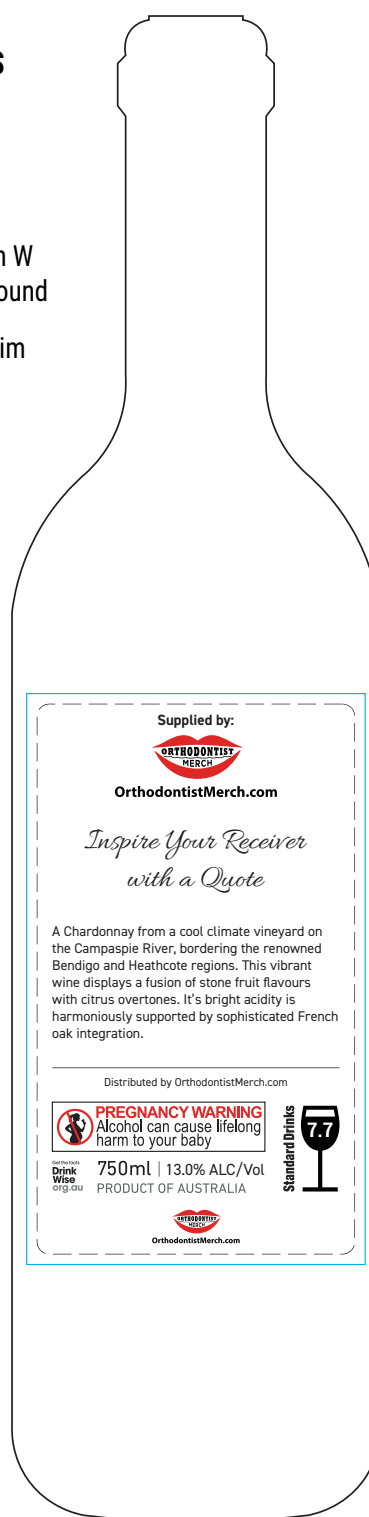 s
n W
ound
im
Supplied by:
ORTHODONTIST
MERCH
OrthodontistMerch.com
Inspire Your Receiver
with a Quote
A Chardonnay from a cool climate vineyard on
the Campaspie River, bordering the renowned
Bendigo and Heathcote regions. This vibrant
wine displays a fusion of stone fruit flavours
with citrus overtones. It's bright acidity is
harmoniously supported by sophisticated French
oak integration.
Distributed by OrthodontistMerch.com
PREGNANCY WARNING
Alcohol can cause lifelong
harm to your baby
Get the facts
Drink
Wise
org.au
750ml | 13.0% ALC/Vol
PRODUCT OF AUSTRALIA
Standard Drinks
7.7
ORTHODONTIST
MERCH
OrthodontistMerch.com